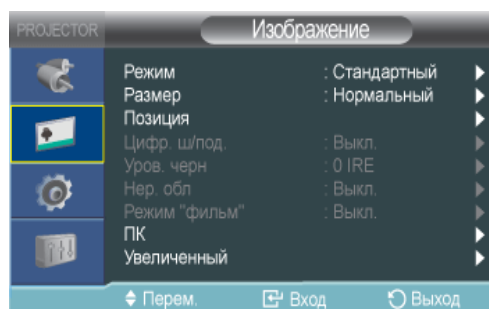 PROJECTOR Изображение
Режим : Стандартный
Размер : Нормальный
Позиция
Цифр. ш/под. : Выкл.
Уров. черн : 0 IRE
Нер. обл : Выкл.
Режим "фильм" : Выкл.
ПК
Увеличенный
Перем. Вход Выход